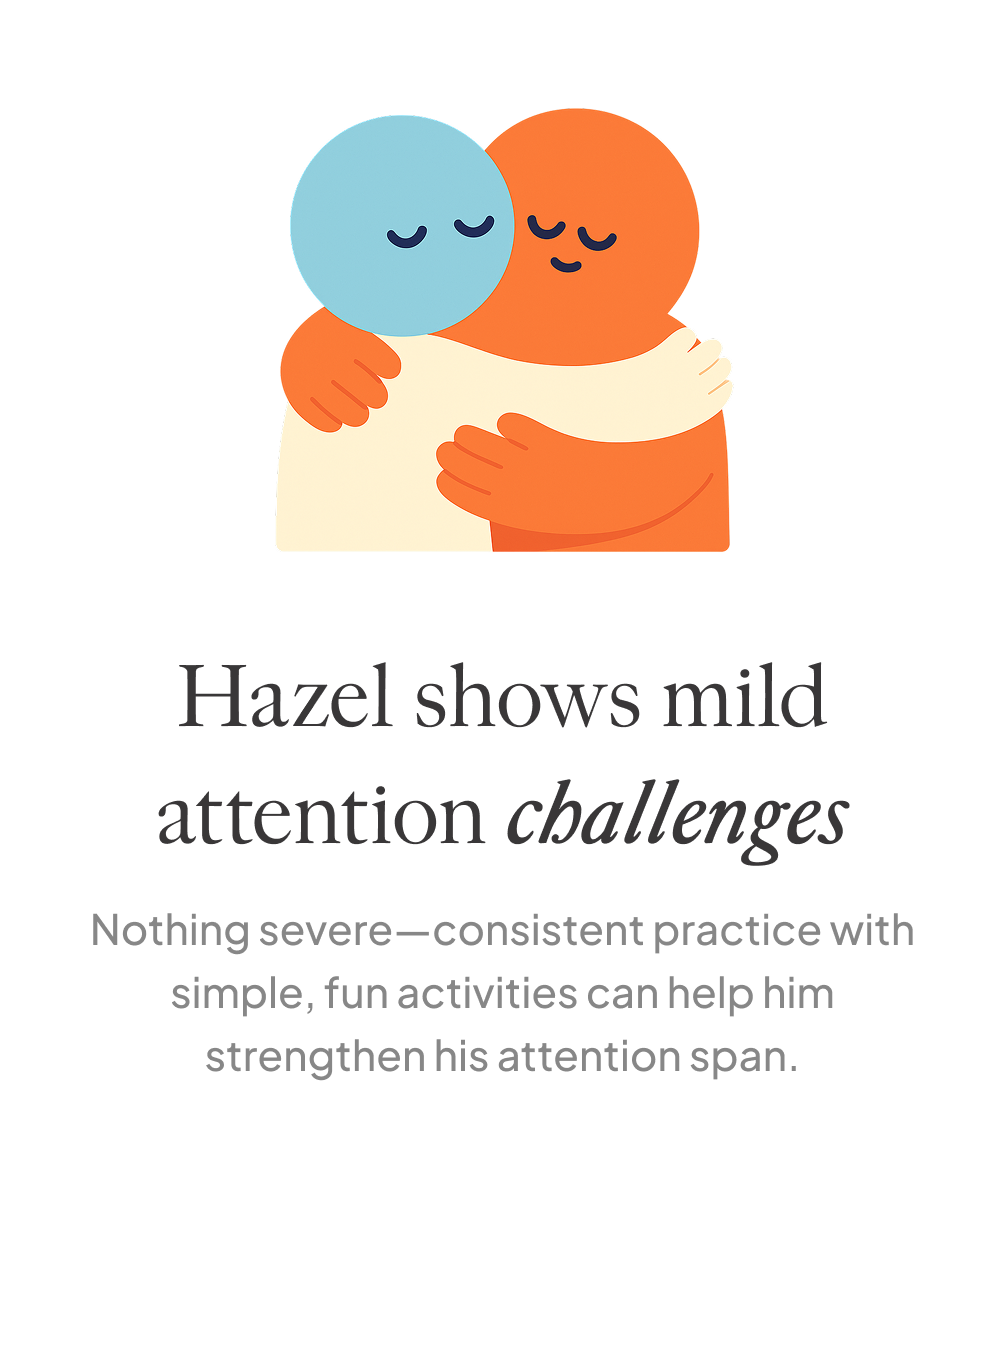 Hazel shows mild
attention challenges
Nothing severe—consistent practice with
simple, fun activities can help him
strengthen his attention span.